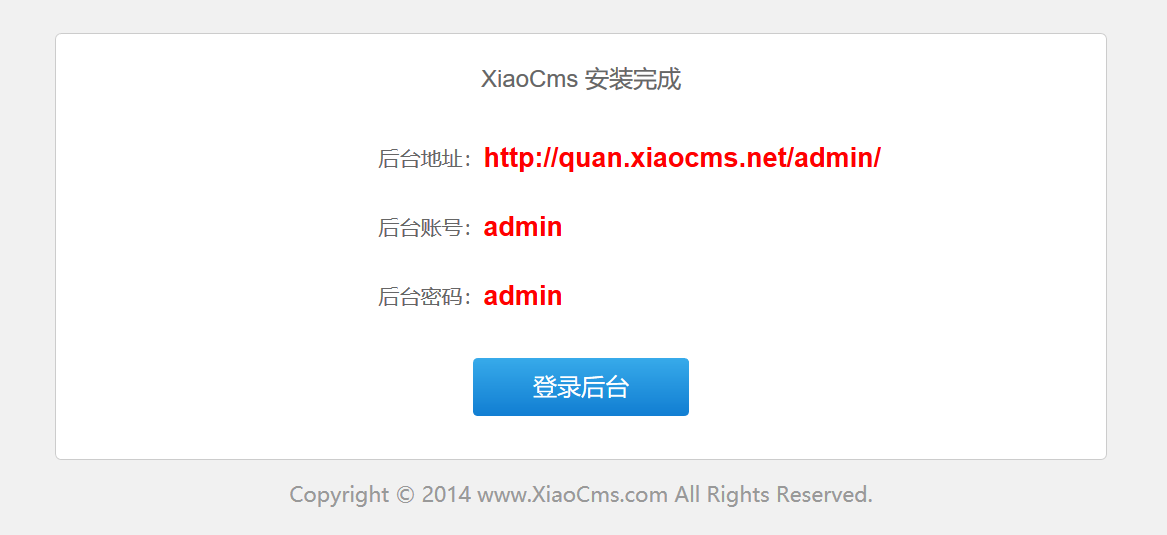 XiaoCms 安装完成
后台地址：http://quan.xiaocms.net/admin/
后台账号：admin
后台密码：admin
登录后台
Copyright © 2014 www.XiaoCms.com All Rights Reserved.